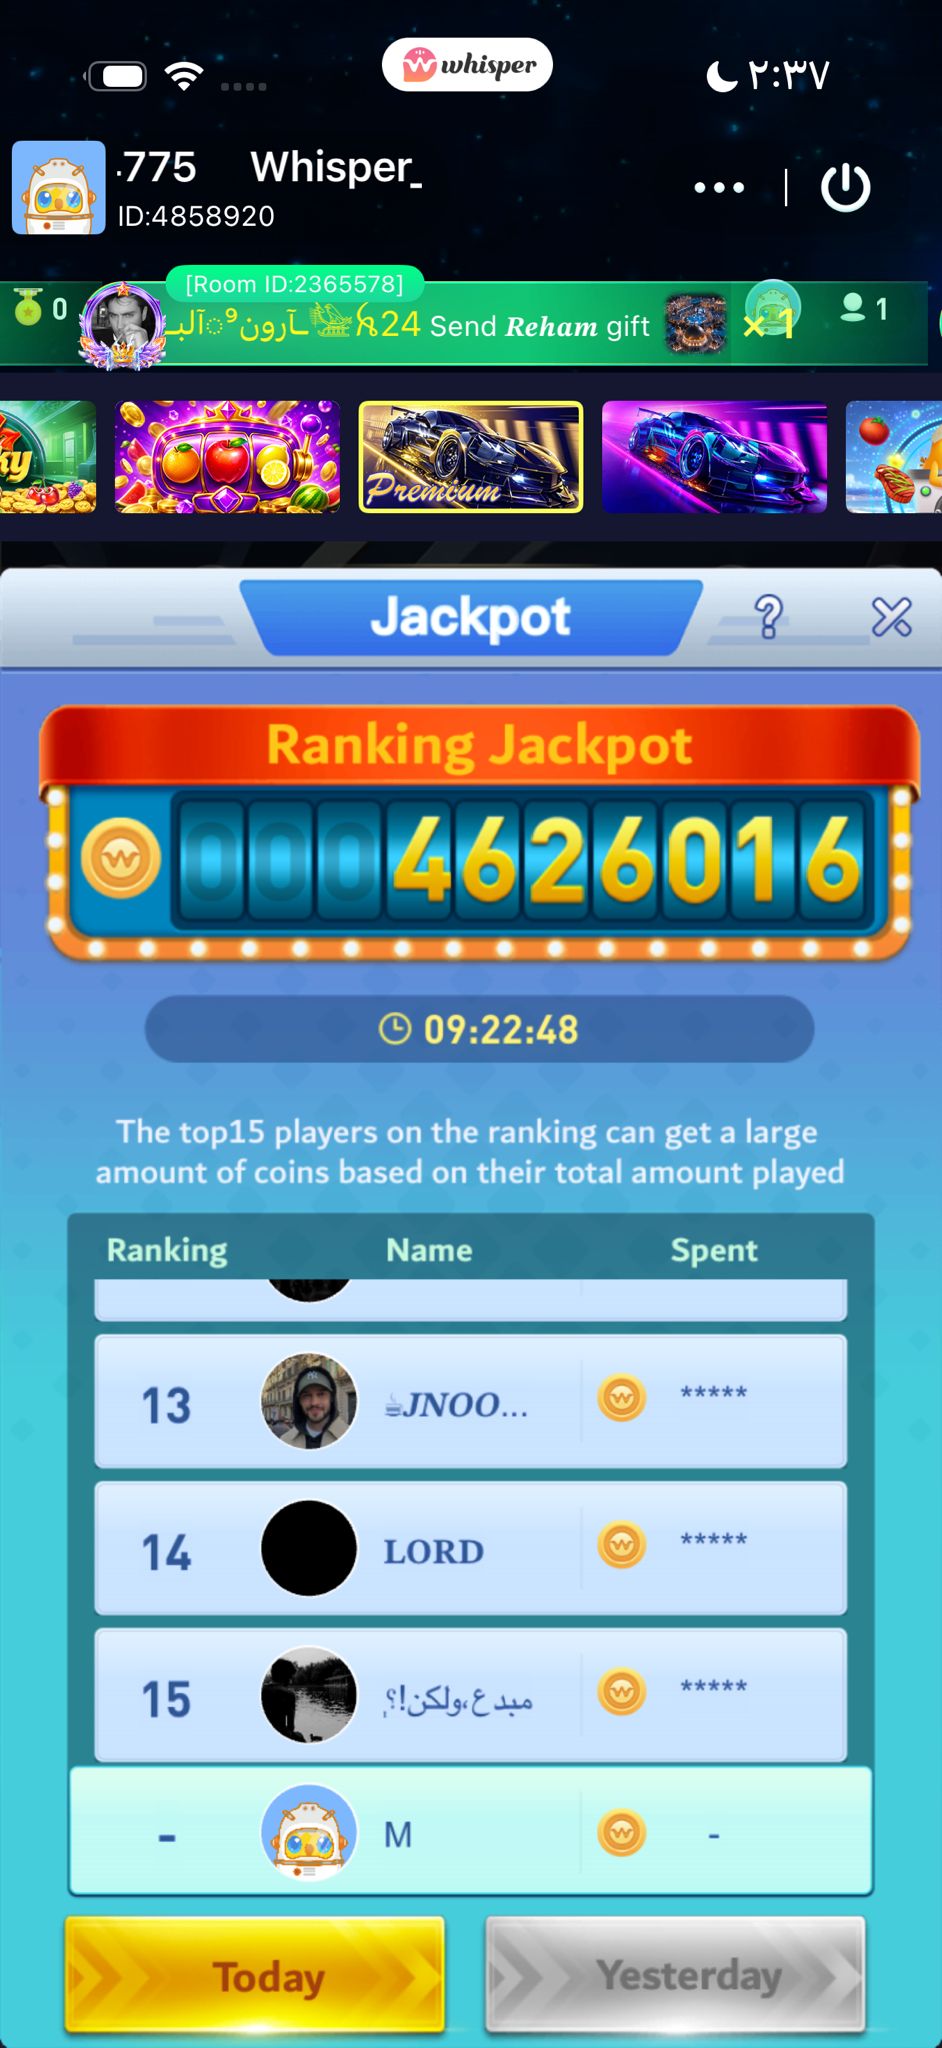 whisper
٢:٣٧
.775 Whisper_
ID:4858920
[Room ID:2365578]
0
24 Send Reham gift × 1
1
Premium
Jackpot
?
Ranking Jackpot
0004626016
09:22:48
The top15 players on the ranking can get a large
amount of coins based on their total amount played
Ranking Name Spent
13 ☕JNOO... *****
14 LORD *****
15 مبدع،ولكن!؟ *****
- M -
Today Yesterday